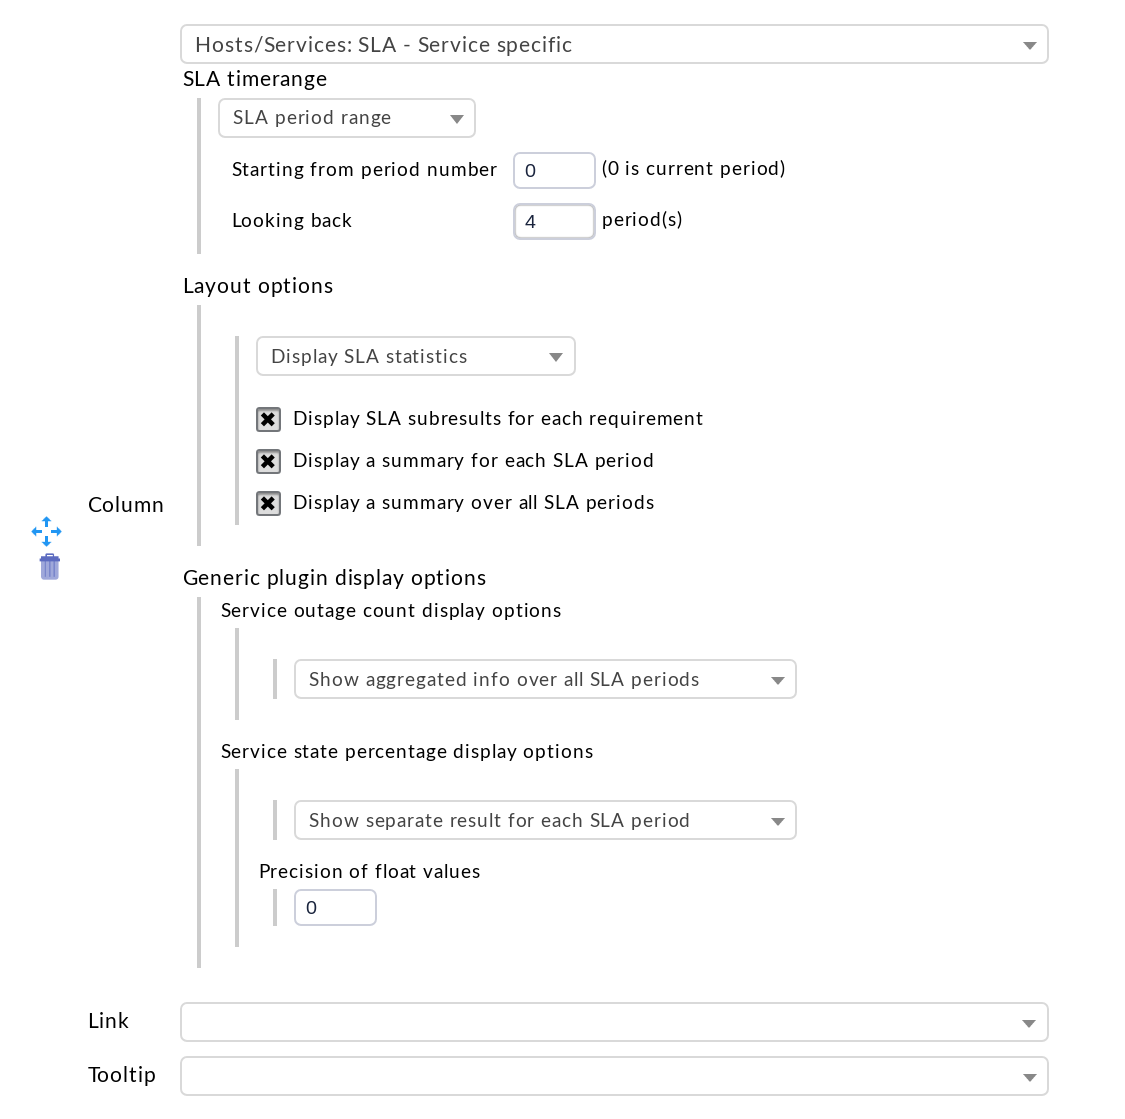 Hosts/Services: SLA - Service specific
SLA timerange
SLA period range
Starting from period number 0 (0 is current period)
Looking back 4 period(s)
Layout options
Display SLA statistics
Display SLA subresults for each requirement
Display a summary for each SLA period
Display a summary over all SLA periods
Column
Generic plugin display options
Service outage count display options
Show aggregated info over all SLA periods
Service state percentage display options
Show separate result for each SLA period
Precision of float values
0
Link
Tooltip